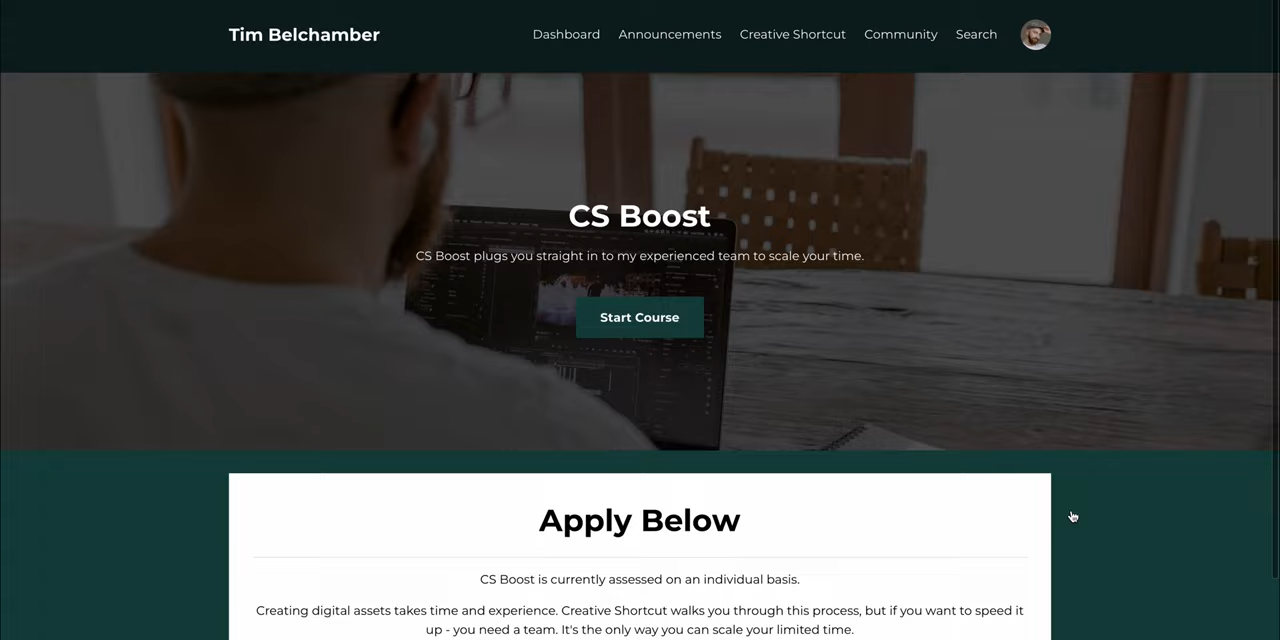 Tim Belchamber
Dashboard Announcements Creative Shortcut Community Search
CS Boost
CS Boost plugs you straight in to my experienced team to scale your time.
Start Course
Apply Below
CS Boost is currently assessed on an individual basis.
Creating digital assets takes time and experience. Creative Shortcut walks you through this process, but if you want to speed it
up - you need a team. It's the only way you can scale your limited time.